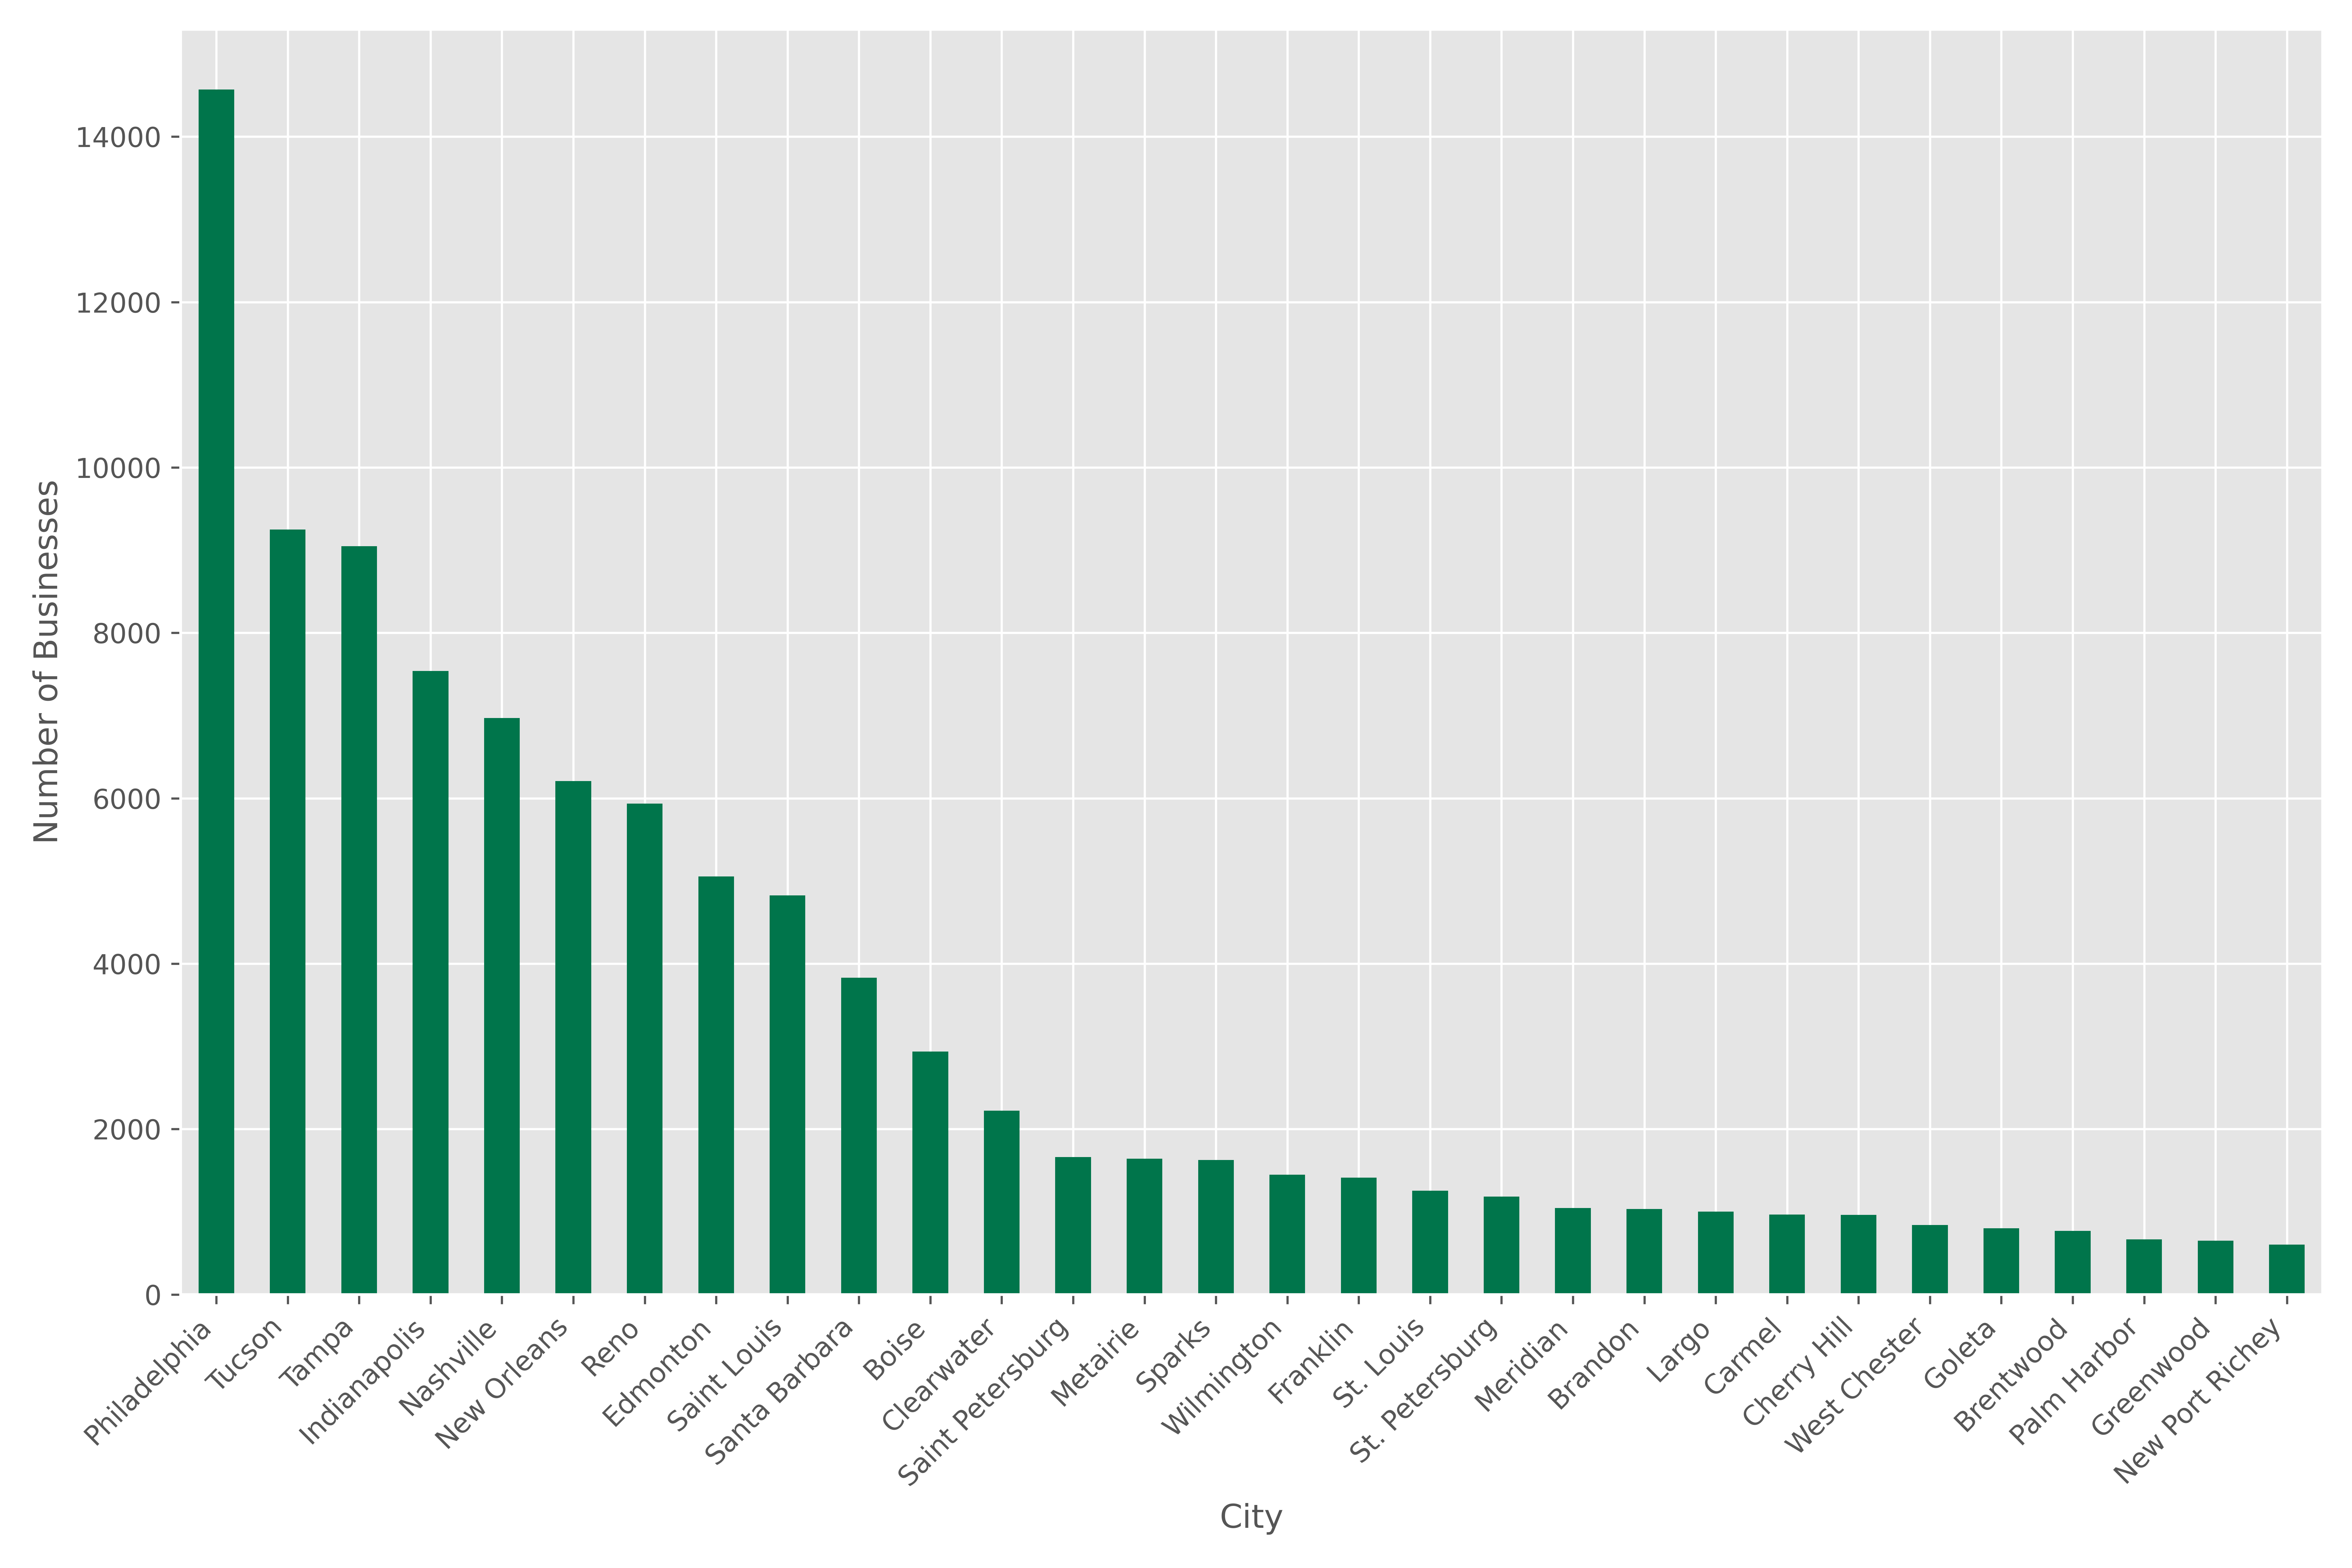 Number of Businesses
14000
12000
10000
8000
6000
4000
2000
0
Philadelphia
Tucson
Tampa
Indianapolis
Nashville
New Orleans
Reno
Edmonton
Saint Louis
Santa Barbara
Boise
Clearwater
Saint Petersburg
Metairie
Sparks
Wilmington
Franklin
St. Louis
St. Petersburg
Meridian
Brandon
Largo
Carmel
Cherry Hill
West Chester
Goleta
Brentwood
Palm Harbor
Greenwood
New Port Richey
City